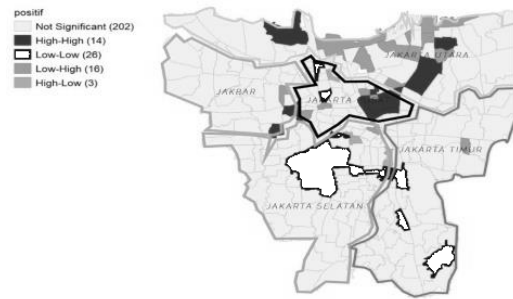 positif
Not Significant (202)
High-High (14)
Low-Low (26)
Low-High (16)
High-Low (3)
JAKARTA UTARA
JAKBAR
JAKARTA
JAKARTA TIMUR
JAKARTA SELATAN